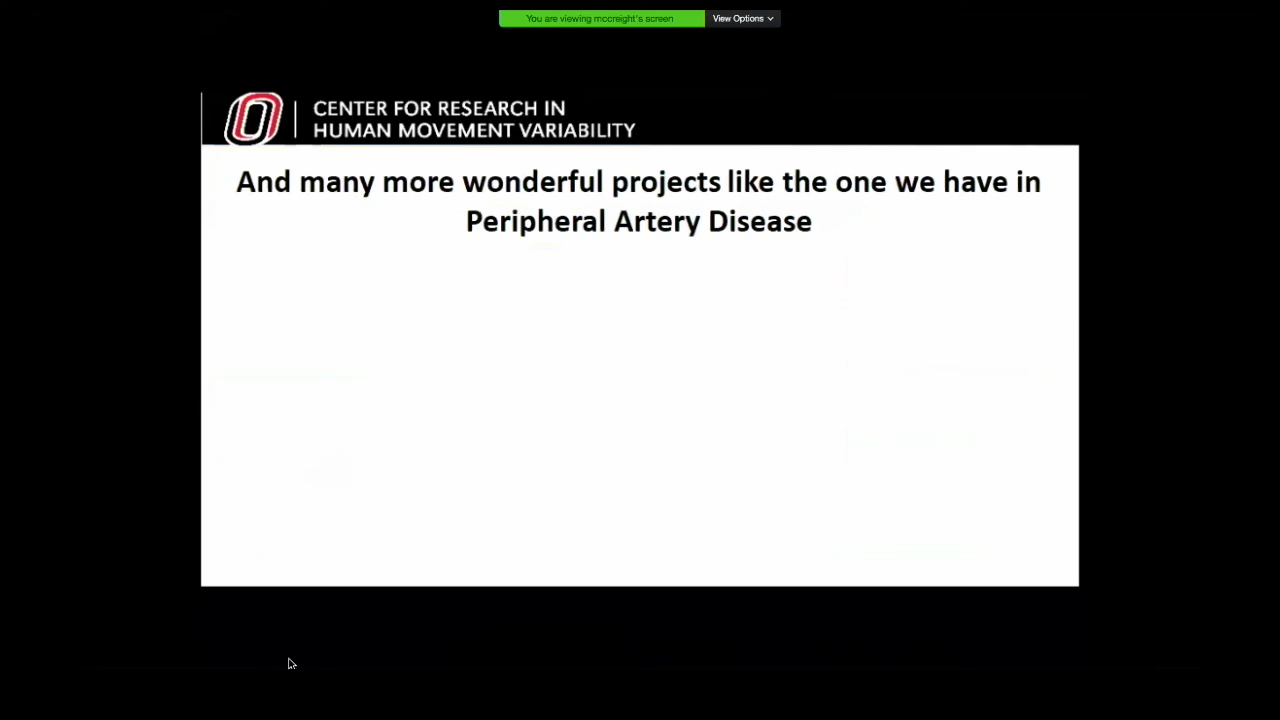 You are viewing mccreight's screen
View Options
CENTER FOR RESEARCH IN
HUMAN MOVEMENT VARIABILITY
And many more wonderful projects like the one we have in
Peripheral Artery Disease